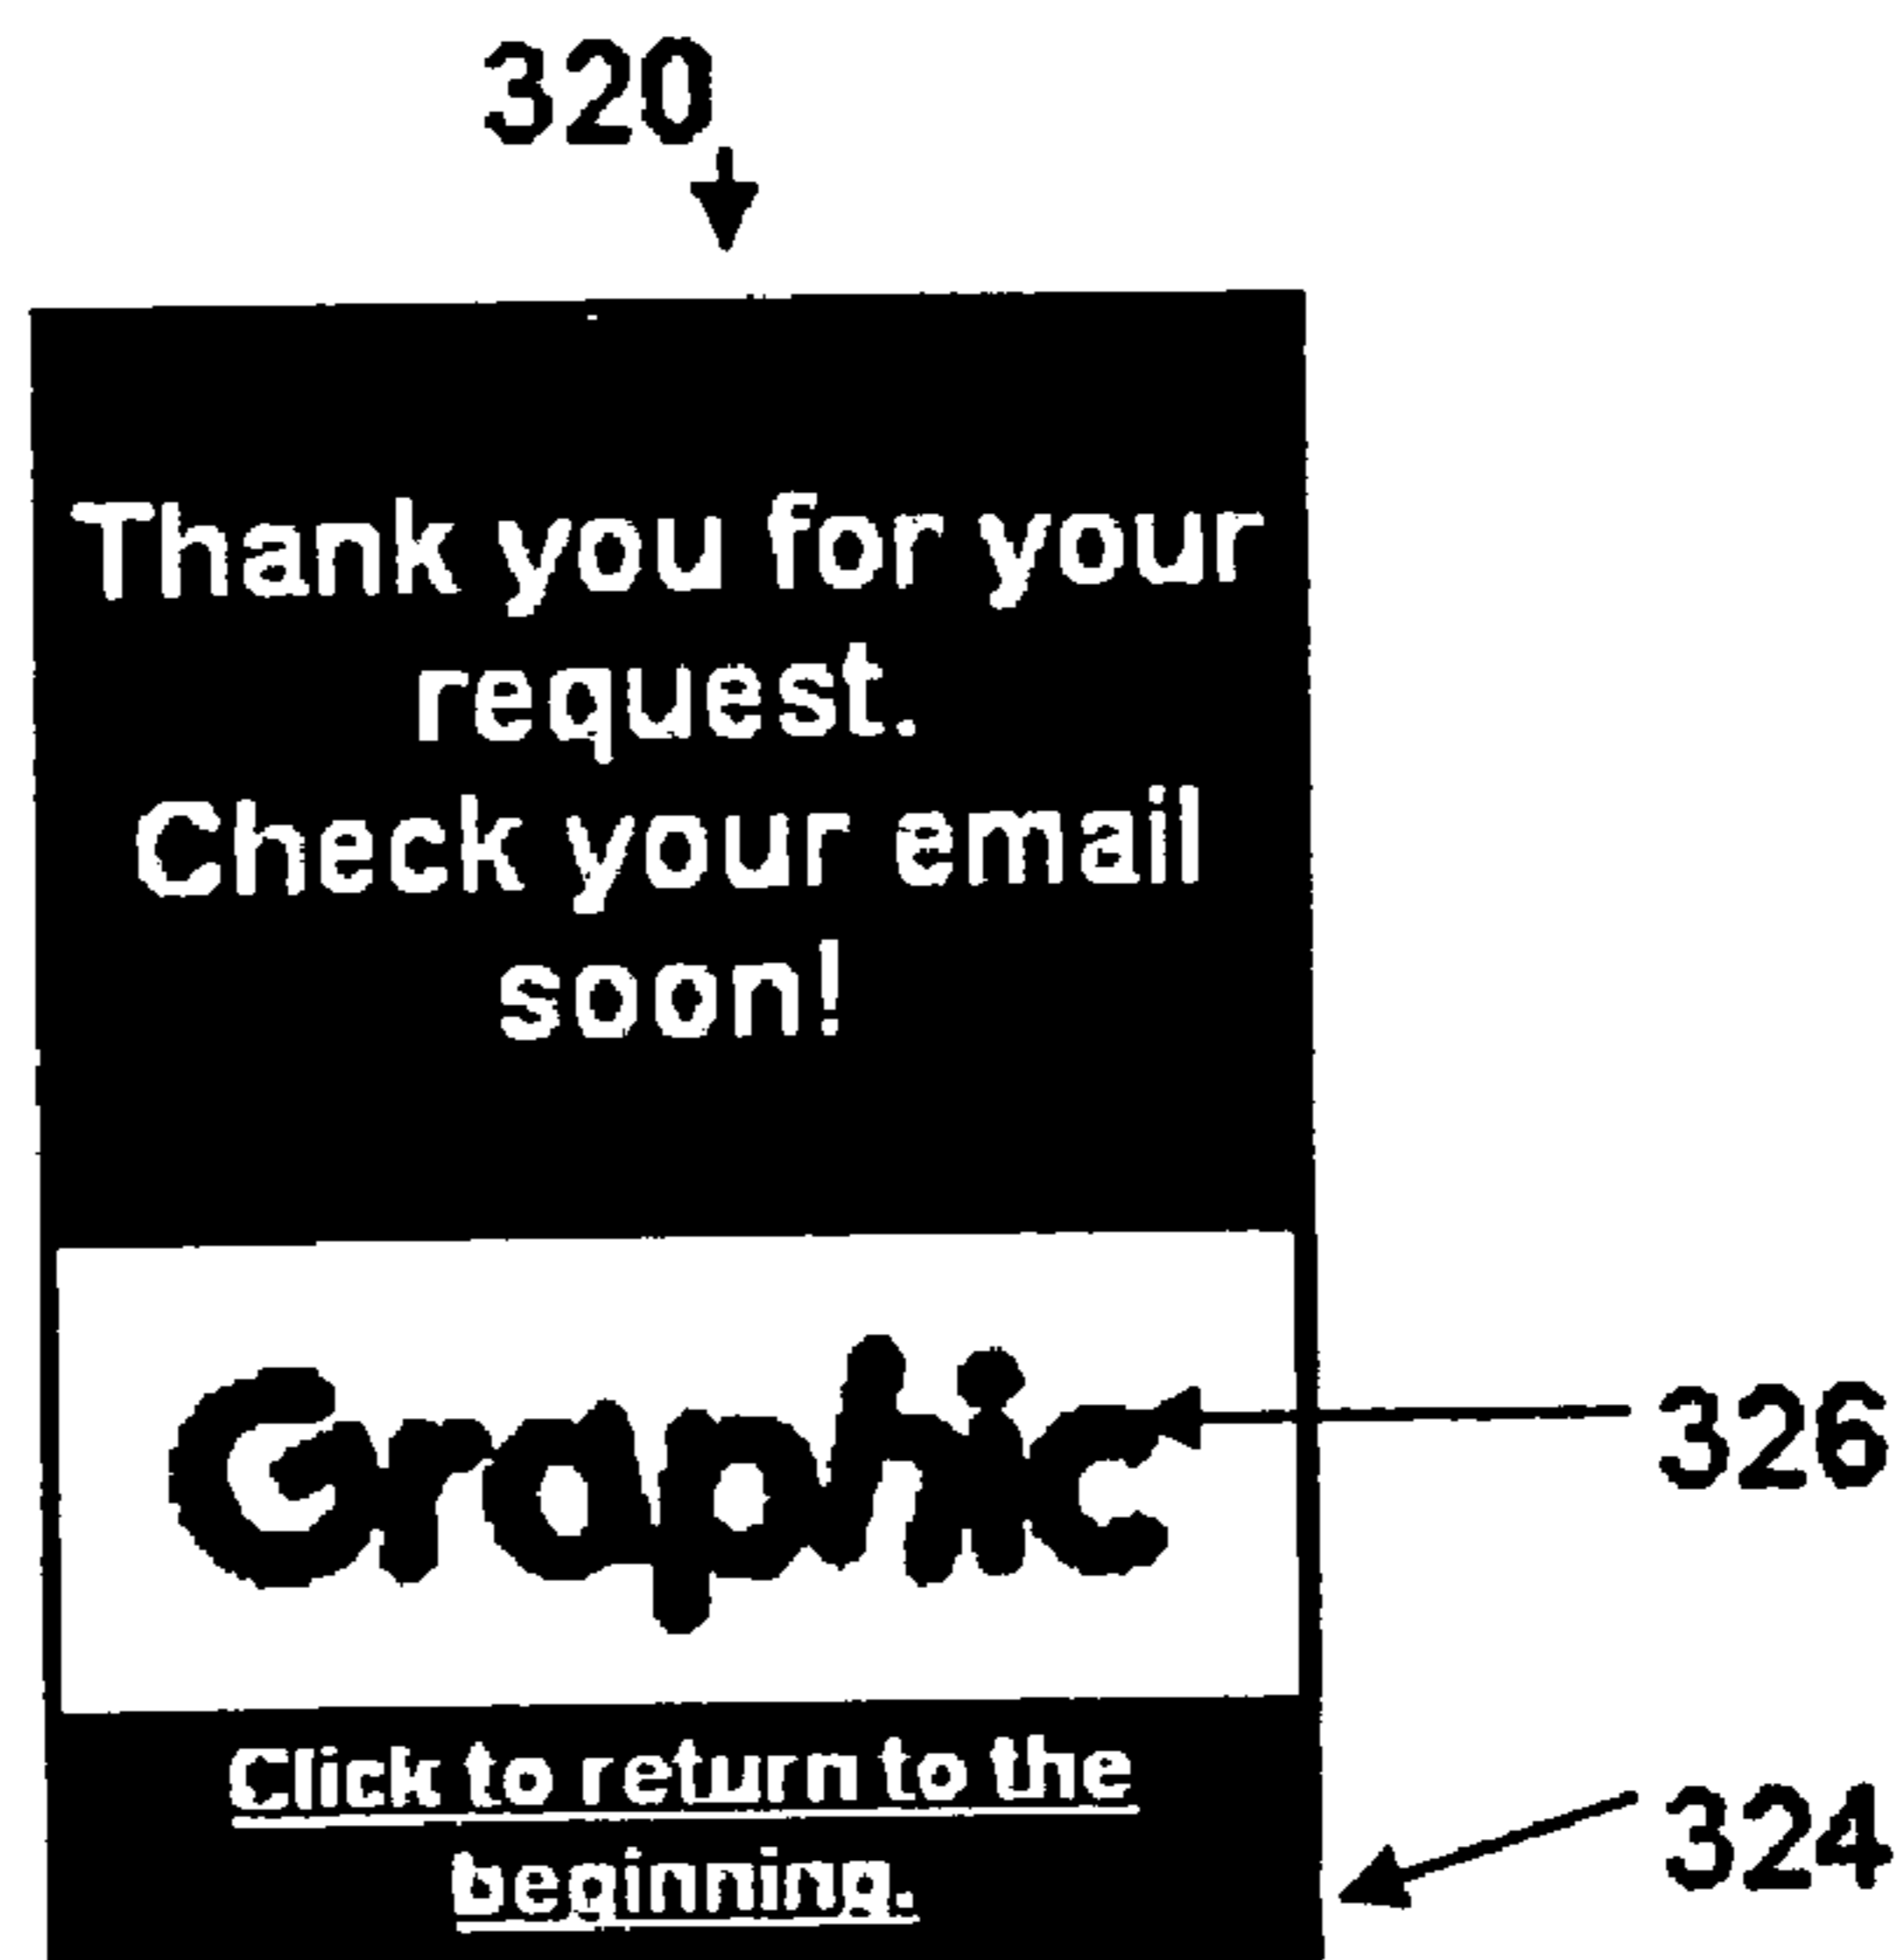 320
Thank you for your
request.
Check your email
soon!
Graphic
326
Click to return to the
beginning.
324